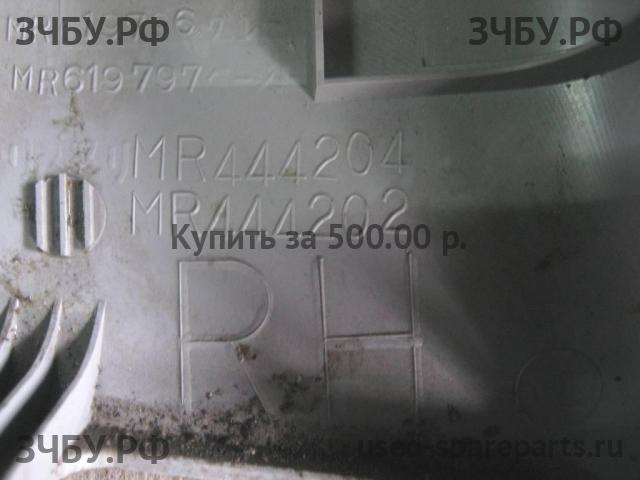 ЗЧБУ.РФ ЗЧБУ.РФ
MR619797
MR444204
MR444202
Купить за 500.00 р.
RH
ЗЧБУ.РФ used-spareparts.ru